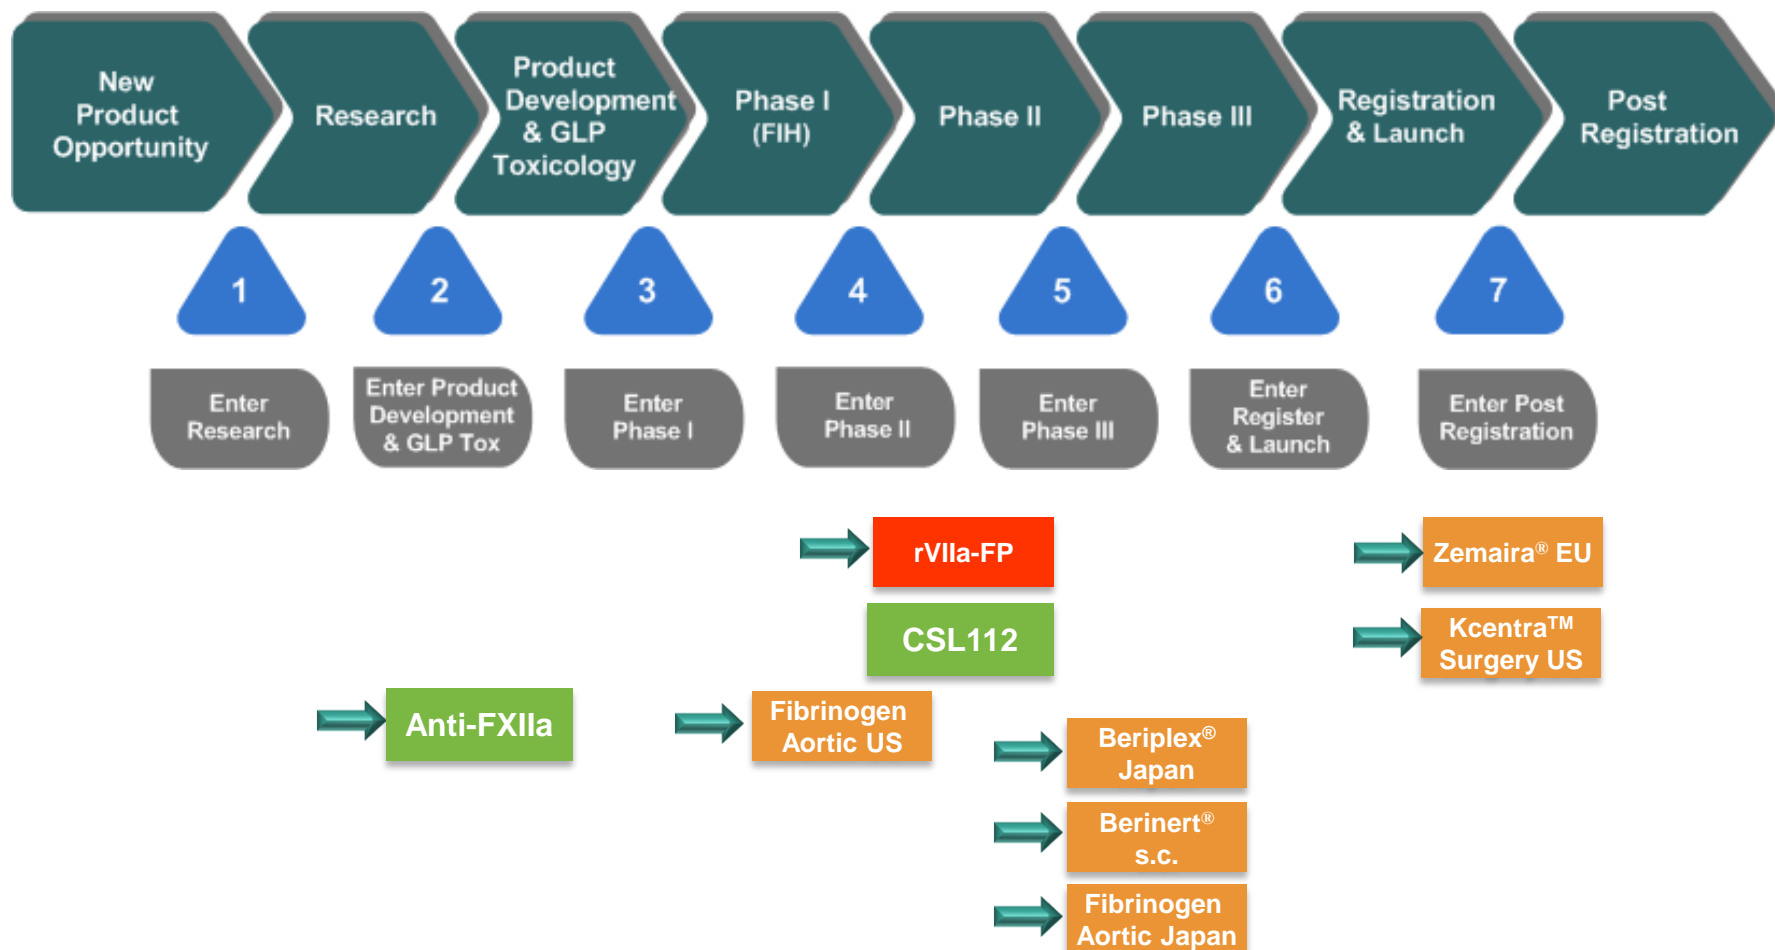 New
Product
Opportunity
Research
Product
Development
& GLP
Toxicology
Phase I
(FIH)
Phase II
Phase III
Registration
& Launch
Post
Registration
1
2
3
4
5
6
7
Enter
Research
Enter Product
Development
& GLP Tox
Enter
Phase I
Enter
Phase II
Enter
Phase III
Enter
Register
& Launch
Enter Post
Registration
rVIIa-FP
Zemaira® EU
CSL112
Kcentra™
Surgery US
Anti-FXIIa
Fibrinogen
Aortic US
Beriplex®
Japan
Berinert®
s.c.
Fibrinogen
Aortic Japan